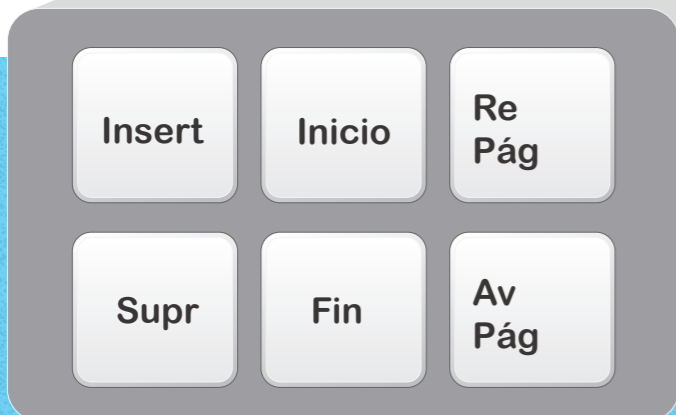 Insert
Inicio
Re
Pág
Supr
Fin
Av
Pág